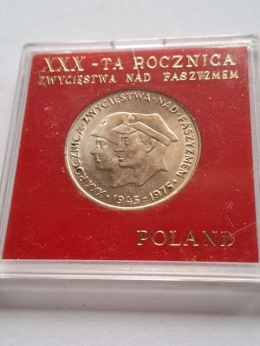 XXX-TA ROCZNICA
ZWYCIĘSTWA NAD FASZYZMEM
XXX ROCZNICA·ZWYCIĘSTWA·NAD·FASZYZMEM·
1945-1975
POLAND